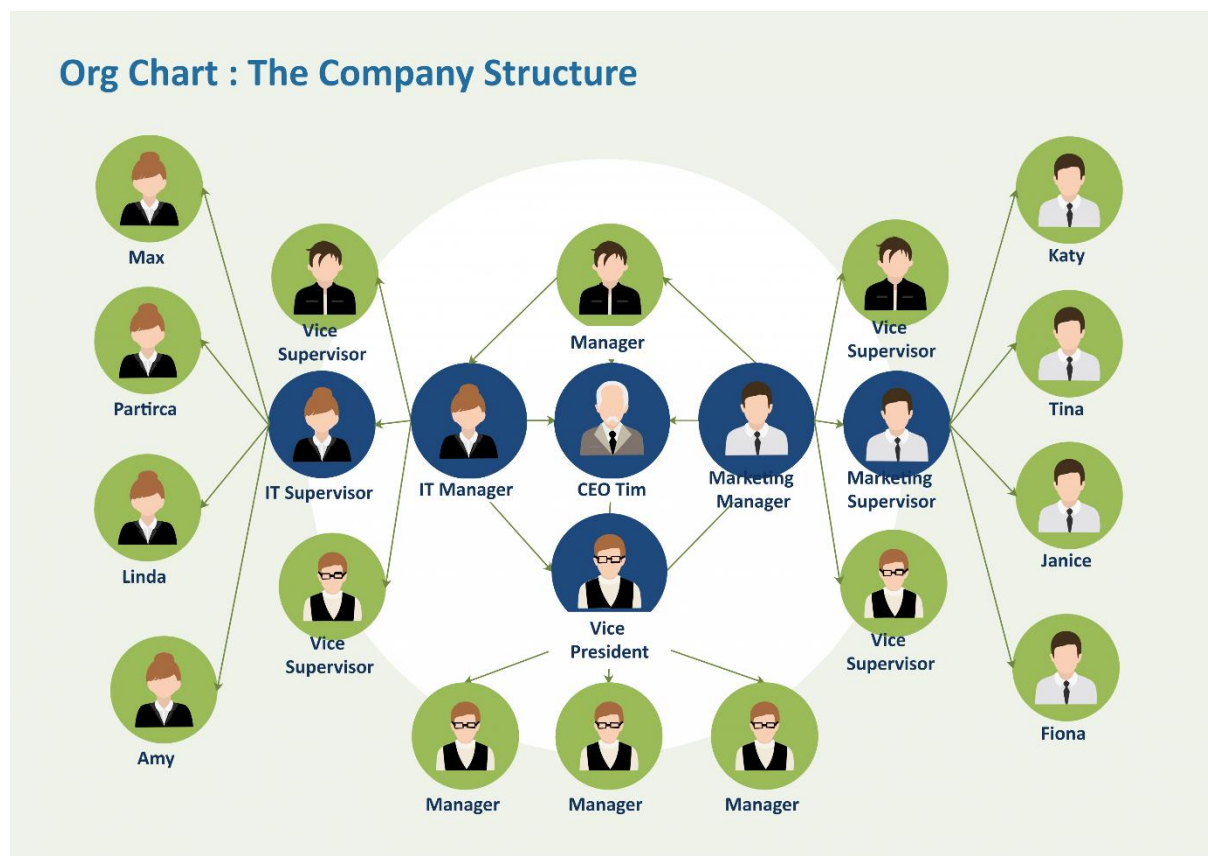 Org Chart : The Company Structure
Max
Katy
Vice
Supervisor
Manager
Vice
Supervisor
Partirca
Tina
IT Supervisor
IT Manager
CEO Tim
Marketing
Manager
Marketing
Supervisor
Linda
Janice
Vice
Supervisor
Vice
President
Vice
Supervisor
Amy
Fiona
Manager
Manager
Manager